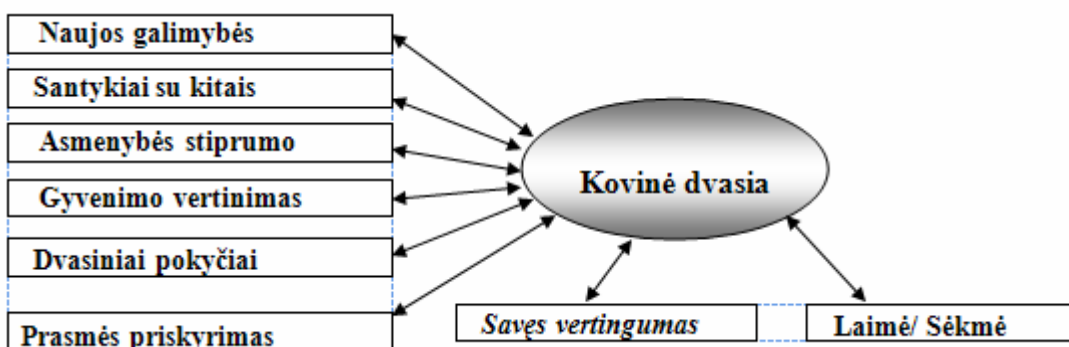 Naujos galimybės
Santykiai su kitais
Asmenybės stiprumo
Gyvenimo vertinimas
Dvasiniai pokyčiai
Prasmės priskyrimas
Kovinė dvasia
Savęs vertingumas
Laimė/ Sėkmė